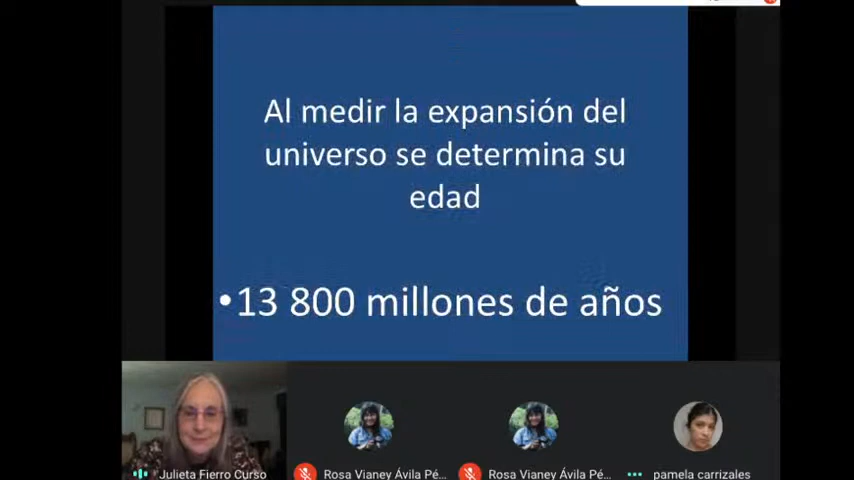 Al medir la expansión del
universo se determina su
edad
•13 800 millones de años
Julieta Fierro Curso
Rosa Vianey Ávila Pé...
Rosa Vianey Ávila Pé...
pamela carrizales